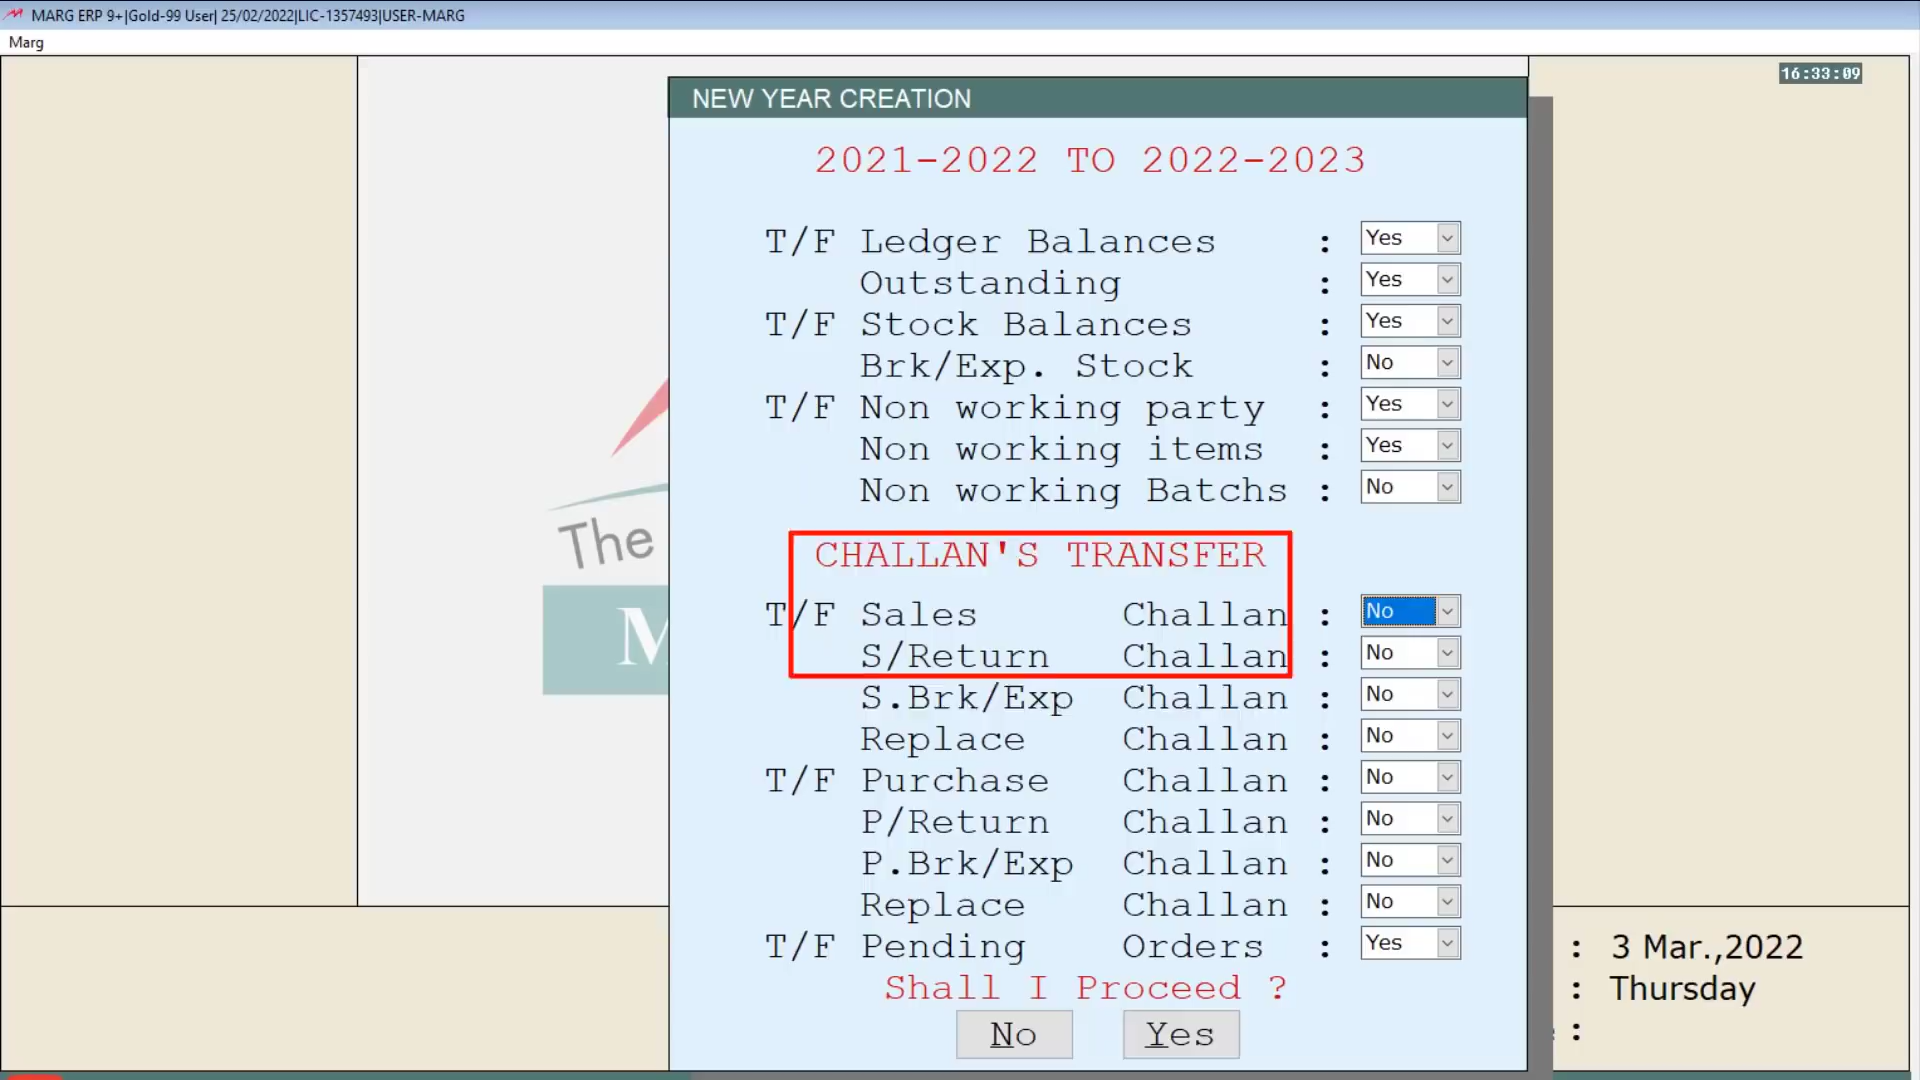 MARG ERP 9+|Gold-99 User| 25/02/2022|LIC-1357493|USER-MARG
Marg
16:33:09
NEW YEAR CREATION
2021-2022 TO 2022-2023
T/F Ledger Balances : Yes
Outstanding : Yes
T/F Stock Balances : Yes
Brk/Exp. Stock : No
T/F Non working party : Yes
Non working items : Yes
Non working Batchs : No
The
CHALLAN'S TRANSFER
T/F Sales Challan : No
S/Return Challan : No
S.Brk/Exp Challan : No
Replace Challan : No
T/F Purchase Challan : No
P/Return Challan : No
P.Brk/Exp Challan : No
Replace Challan : No
T/F Pending Orders : Yes
: 3 Mar.,2022
Shall I Proceed ?
: Thursday
No Yes
: